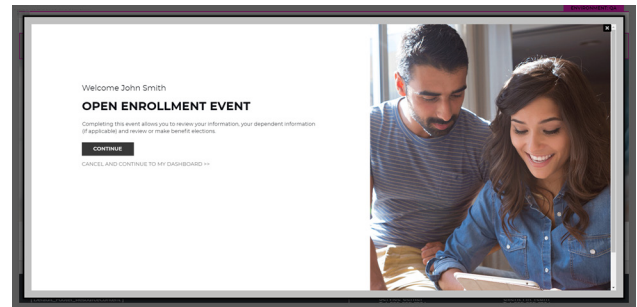 Welcome John Smith
OPEN ENROLLMENT EVENT
Completing this event allows you to review your information, your dependent information
(if applicable) and review or make benefit elections.
CONTINUE
CANCEL AND CONTINUE TO MY DASHBOARD >>